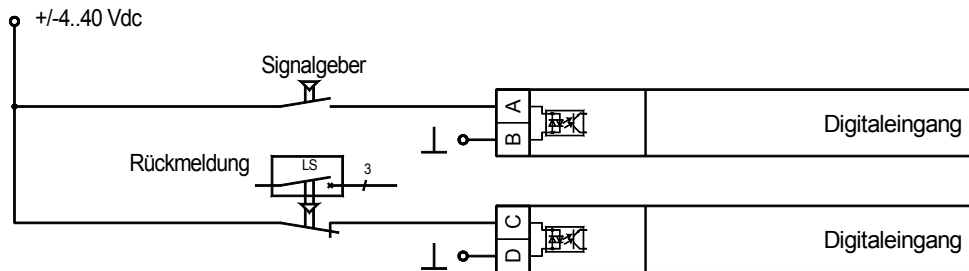 +/-4..40 Vdc
Signalgeber
A
B
Digitaleingang
Rückmeldung
LS
3
C
D
Digitaleingang